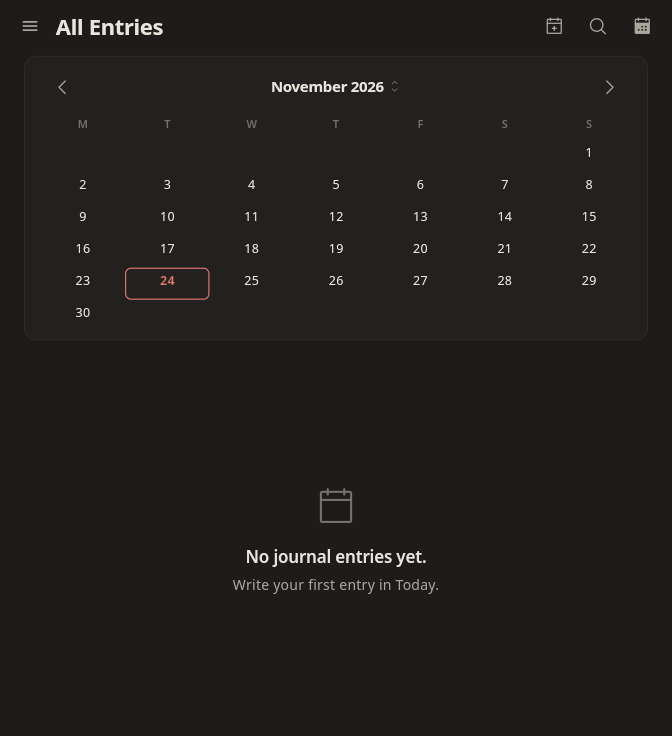 All Entries
November 2026
M T W T F S S
1
2 3 4 5 6 7 8
9 10 11 12 13 14 15
16 17 18 19 20 21 22
23 24 25 26 27 28 29
30
No journal entries yet.
Write your first entry in Today.